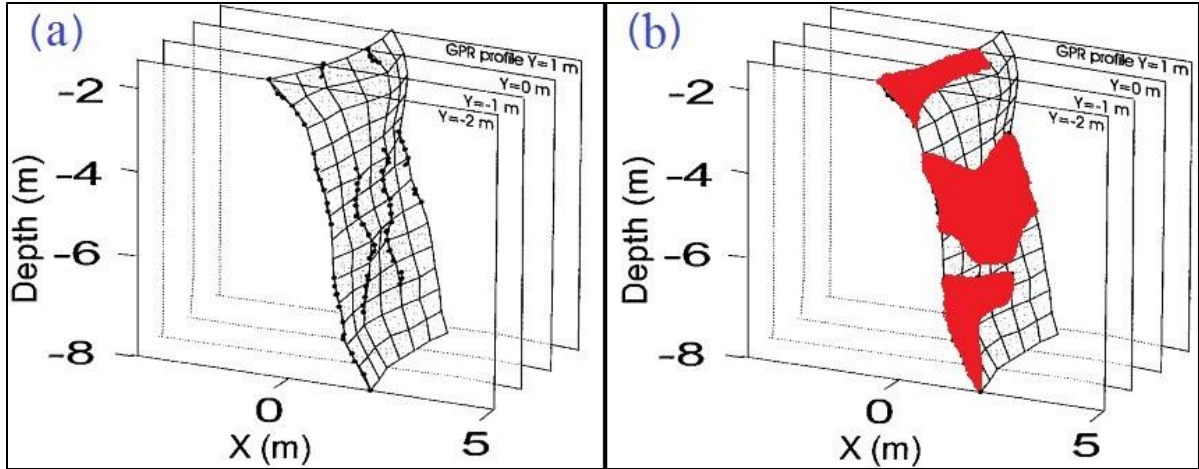 (a)
GPR profile Y=1 m
Y=0 m
Y=-1 m
Y=-2 m
-2
-4
-6
-8
Depth (m)
0
5
X (m)
(b)
GPR profile Y=1 m
Y=0 m
Y=-1 m
Y=-2 m
-2
-4
-6
-8
Depth (m)
0
5
X (m)